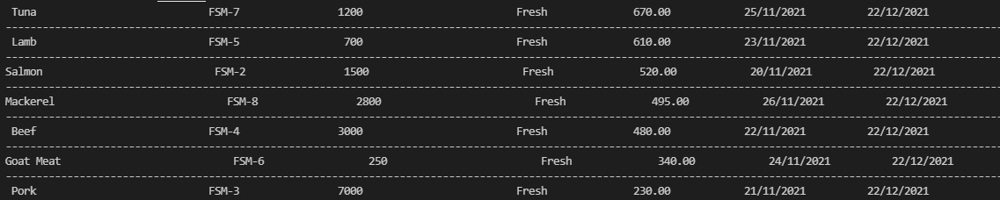 Tuna FSM-7 1200 Fresh 670.00 25/11/2021 22/12/2021
Lamb FSM-5 700 Fresh 610.00 23/11/2021 22/12/2021
Salmon FSM-2 1500 Fresh 520.00 20/11/2021 22/12/2021
Mackerel FSM-8 2800 Fresh 495.00 26/11/2021 22/12/2021
Beef FSM-4 3000 Fresh 480.00 22/11/2021 22/12/2021
Goat Meat FSM-6 250 Fresh 340.00 24/11/2021 22/12/2021
Pork FSM-3 7000 Fresh 230.00 21/11/2021 22/12/2021